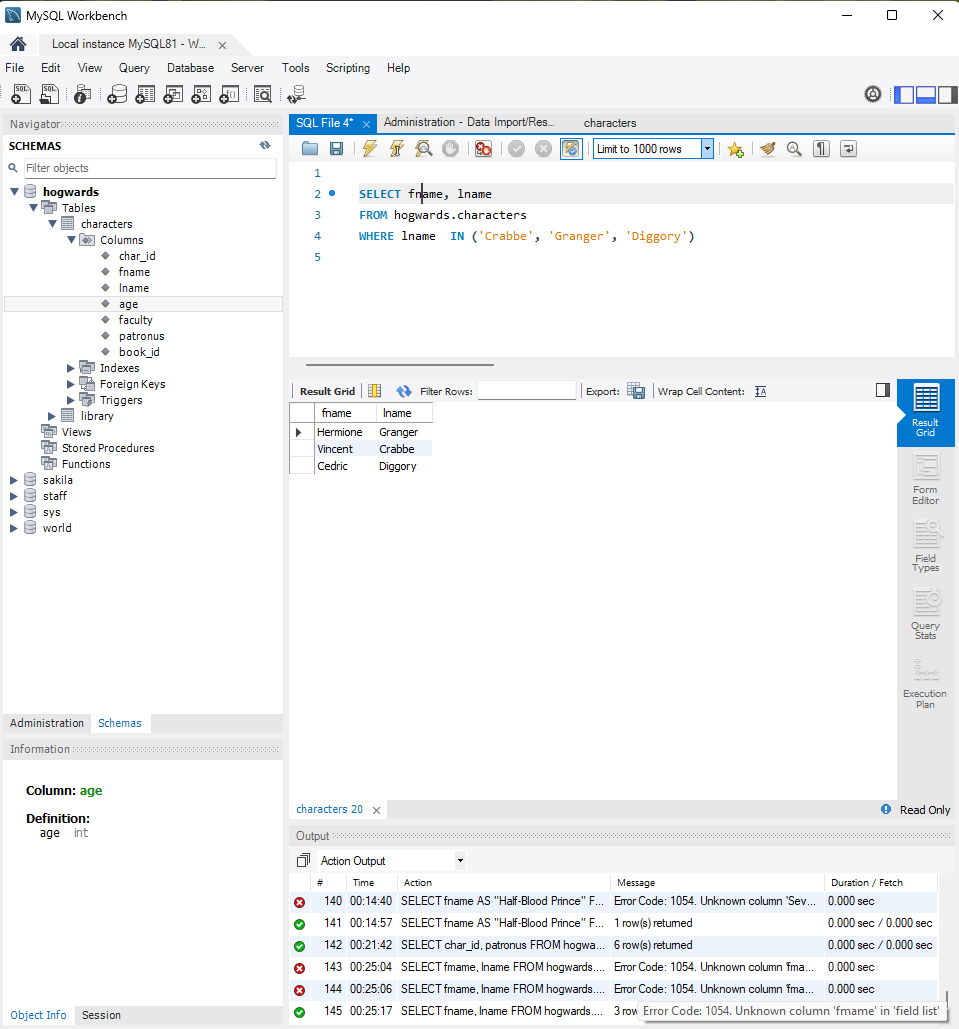 MySQL Workbench
Local instance MySQL81 - W...
File Edit View Query Database Server Tools Scripting Help
Navigator
SCHEMAS
Filter objects
hogwards
Tables
characters
Columns
char_id
fname
lname
age
faculty
patronus
book_id
Indexes
Foreign Keys
Triggers
library
Views
Stored Procedures
Functions
sakila
staff
sys
world
Administration Schemas
Information
Column: age
Definition:
age int
Object Info Session
SQL File 4* Administration - Data Import/Res... characters
Limit to 1000 rows
1
2 SELECT fname, lname
3 FROM hogwards.characters
4 WHERE lname IN ('Crabbe', 'Granger', 'Diggory')
5
Result Grid Filter Rows: Export: Wrap Cell Content:
fname lname
Hermione Granger
Vincent Crabbe
Cedric Diggory
Result Grid
Form Editor
Field Types
Query Stats
Execution Plan
characters 20 Read Only
Output
Action Output
# Time Action Message Duration / Fetch
140 00:14:40 SELECT fname AS "Half-Blood Prince" F... Error Code: 1054. Unknown column 'Sev... 0.000 sec
141 00:14:57 SELECT fname AS "Half-Blood Prince" F... 1 row(s) returned 0.000 sec / 0.000 sec
142 00:21:42 SELECT char_id, patronus FROM hogwa... 6 row(s) returned 0.000 sec / 0.000 sec
143 00:25:04 SELECT fmame, lname FROM hogwards.... Error Code: 1054. Unknown column 'fma... 0.000 sec
144 00:25:06 SELECT fmame, lname FROM hogwards.... Error Code: 1054. Unknown column 'fma... 0.000 sec
145 00:25:17 SELECT fname, lname FROM hogwards.... 3 row
Error Code: 1054. Unknown column 'fmame' in 'field list'